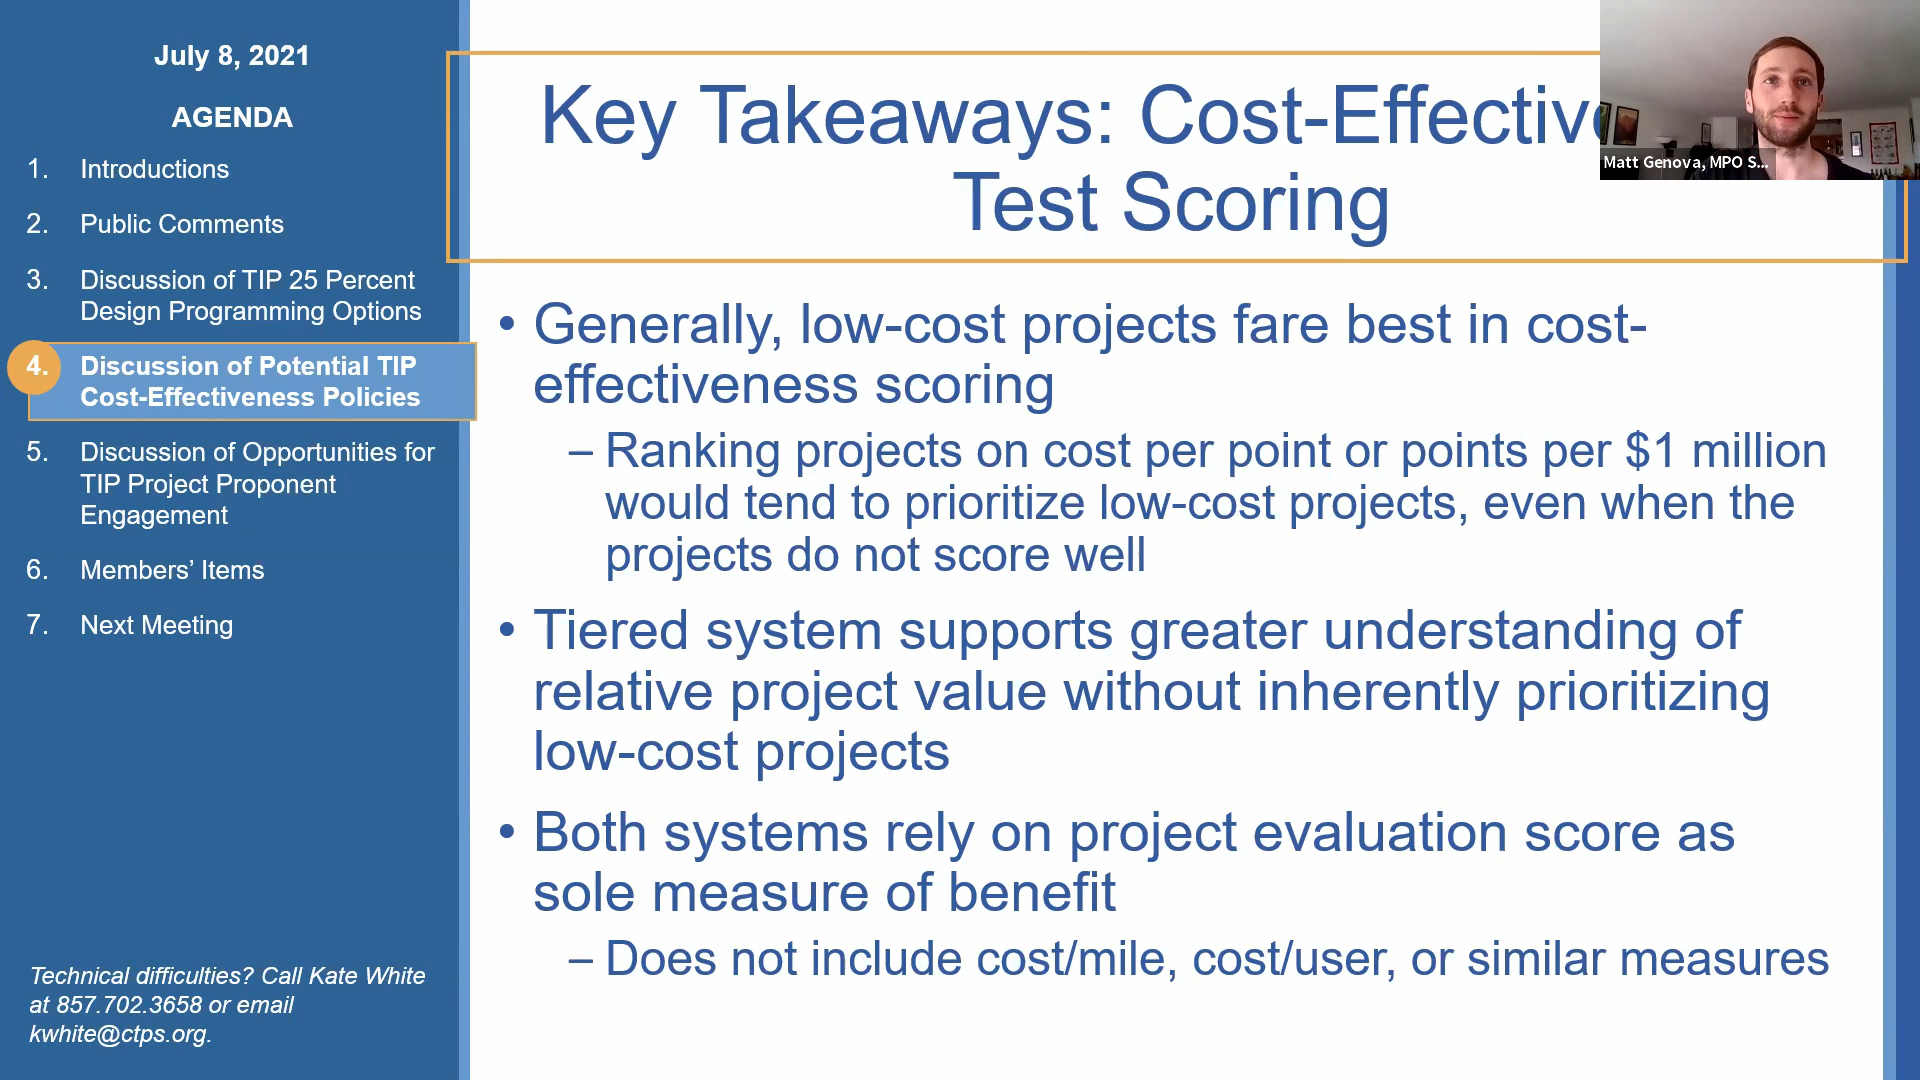 July 8, 2021
AGENDA
1. Introductions
2. Public Comments
3. Discussion of TIP 25 Percent
Design Programming Options
4. Discussion of Potential TIP
Cost-Effectiveness Policies
5. Discussion of Opportunities for
TIP Project Proponent
Engagement
6. Members’ Items
7. Next Meeting
Technical difficulties? Call Kate White
at 857.702.3658 or email
kwhite@ctps.org.
Key Takeaways: Cost-Effectiv
Test Scoring
Matt Genova, MPO S...
• Generally, low-cost projects fare best in cost-
effectiveness scoring
– Ranking projects on cost per point or points per $1 million
would tend to prioritize low-cost projects, even when the
projects do not score well
• Tiered system supports greater understanding of
relative project value without inherently prioritizing
low-cost projects
• Both systems rely on project evaluation score as
sole measure of benefit
– Does not include cost/mile, cost/user, or similar measures